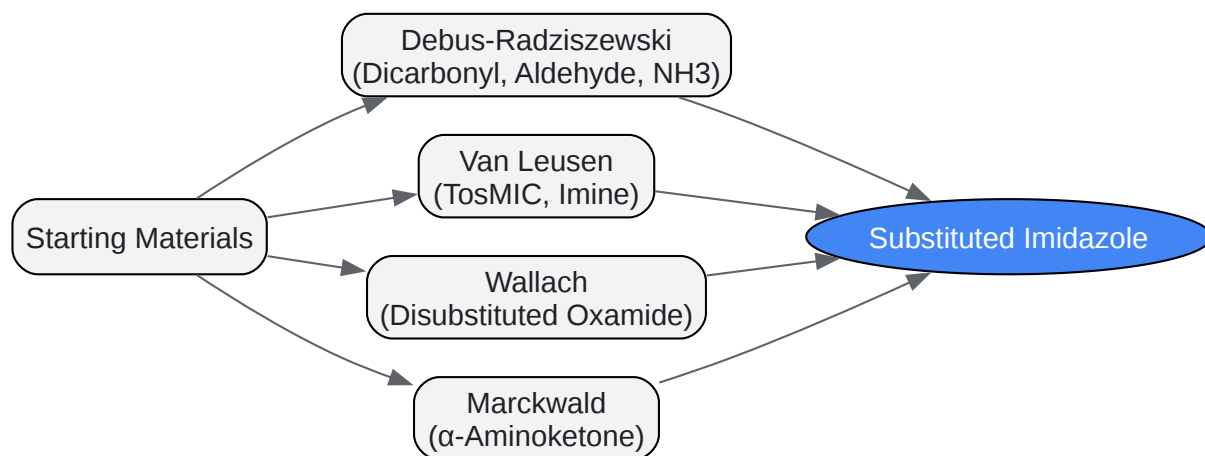 Debus-Radziszewski
(Dicarbonyl, Aldehyde, NH3)
Van Leusen
(TosMIC, Imine)
Starting Materials
Substituted Imidazole
Wallach
(Disubstituted Oxamide)
Marckwald
(α-Aminoketone)